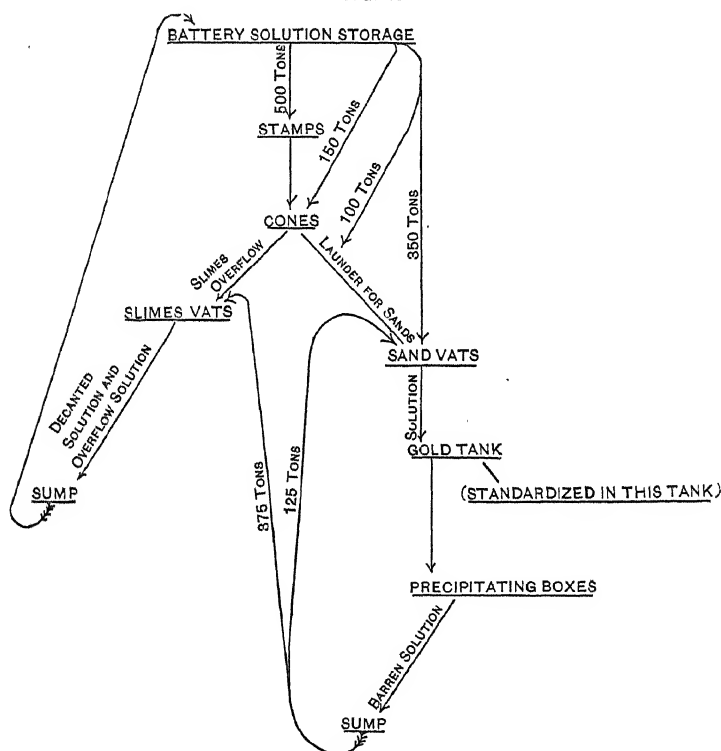 BATTERY SOLUTION STORAGE
500 TONS
STAMPS
150 TONS
100 TONS
350 TONS
CONES
SLIMES
OVERFLOW
LAUNDER FOR SANDS
SLIMES VATS
SAND VATS
DECANTED
SOLUTION AND
OVERFLOW SOLUTION
SOLUTION
GOLD TANK
(STANDARDIZED IN THIS TANK)
SUMP
375 TONS
125 TONS
PRECIPITATING BOXES
BARREN SOLUTION
SUMP